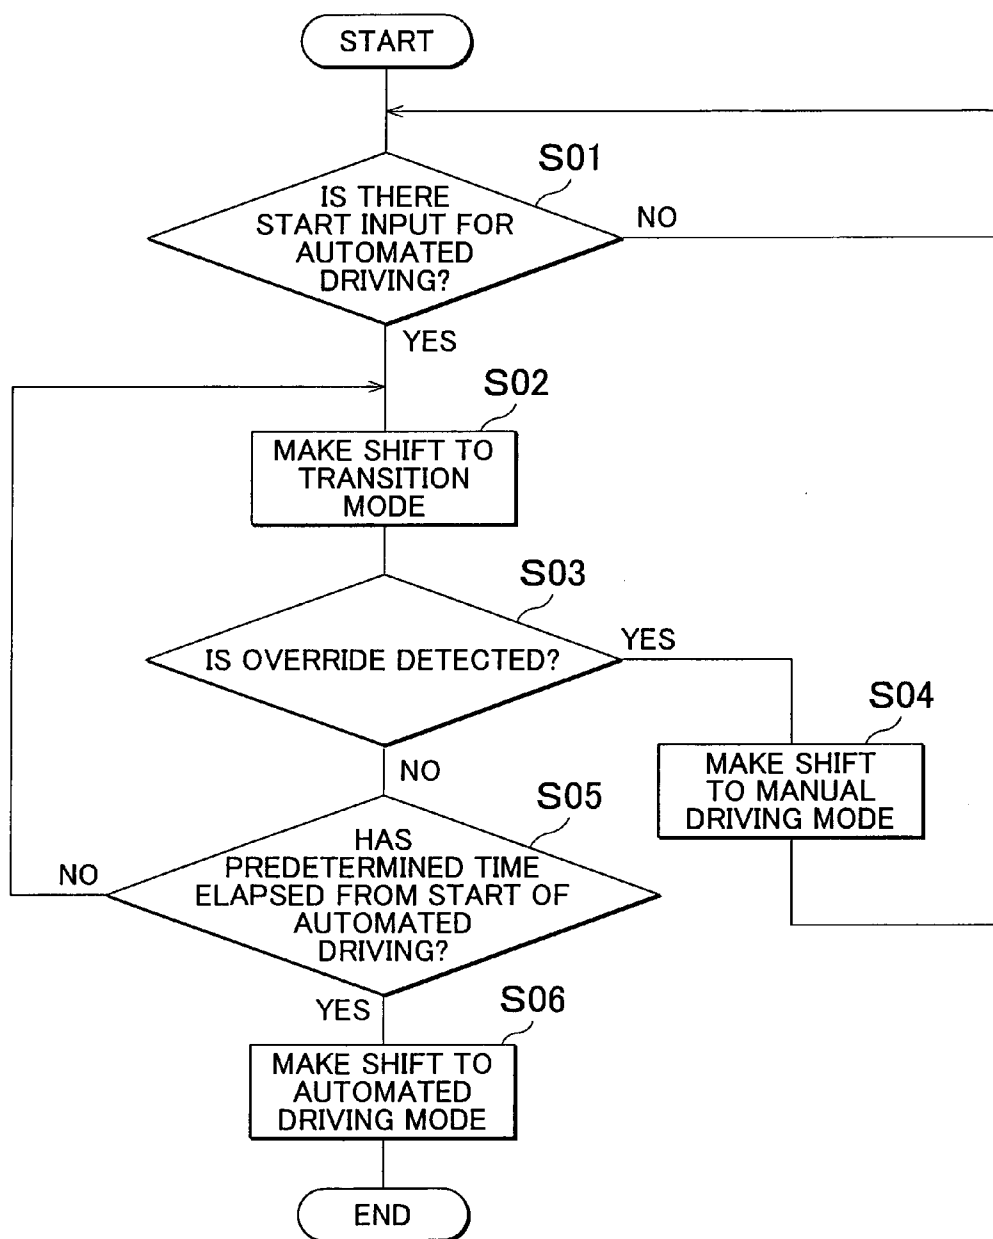 START
S01
IS THERE
START INPUT FOR
AUTOMATED
DRIVING?
NO
YES
S02
MAKE SHIFT TO
TRANSITION
MODE
S03
IS OVERRIDE DETECTED?
YES
S04
MAKE SHIFT
TO MANUAL
DRIVING MODE
NO
S05
HAS
PREDETERMINED TIME
ELAPSED FROM START OF
AUTOMATED
DRIVING?
NO
YES
S06
MAKE SHIFT TO
AUTOMATED
DRIVING MODE
END